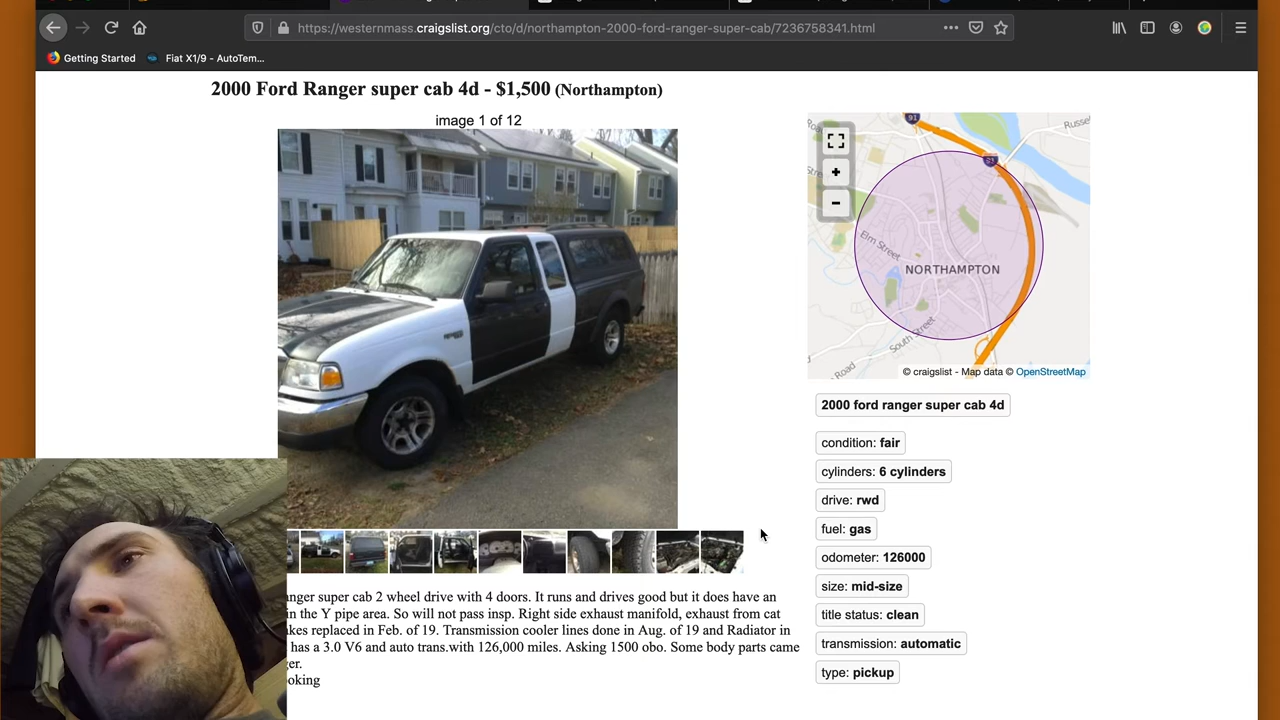 https://westernmass.craigslist.org/cto/d/northampton-2000-ford-ranger-super-cab/7236758341.html
Getting Started
Fiat X1/9 - AutoTem...
2000 Ford Ranger super cab 4d - $1,500 (Northampton)
image 1 of 12
91
Russe
91
Elm Street
NORTHAMPTON
South Street
Road
© craigslist - Map data © OpenStreetMap
2000 ford ranger super cab 4d
condition: fair
cylinders: 6 cylinders
drive: rwd
fuel: gas
odometer: 126000
size: mid-size
title status: clean
transmission: automatic
type: pickup
anger super cab 2 wheel drive with 4 doors. It runs and drives good but it does have an
in the Y pipe area. So will not pass insp. Right side exhaust manifold, exhaust from cat
akes replaced in Feb. of 19. Transmission cooler lines done in Aug. of 19 and Radiator in
has a 3.0 V6 and auto trans.with 126,000 miles. Asking 1500 obo. Some body parts came
ger.
oking